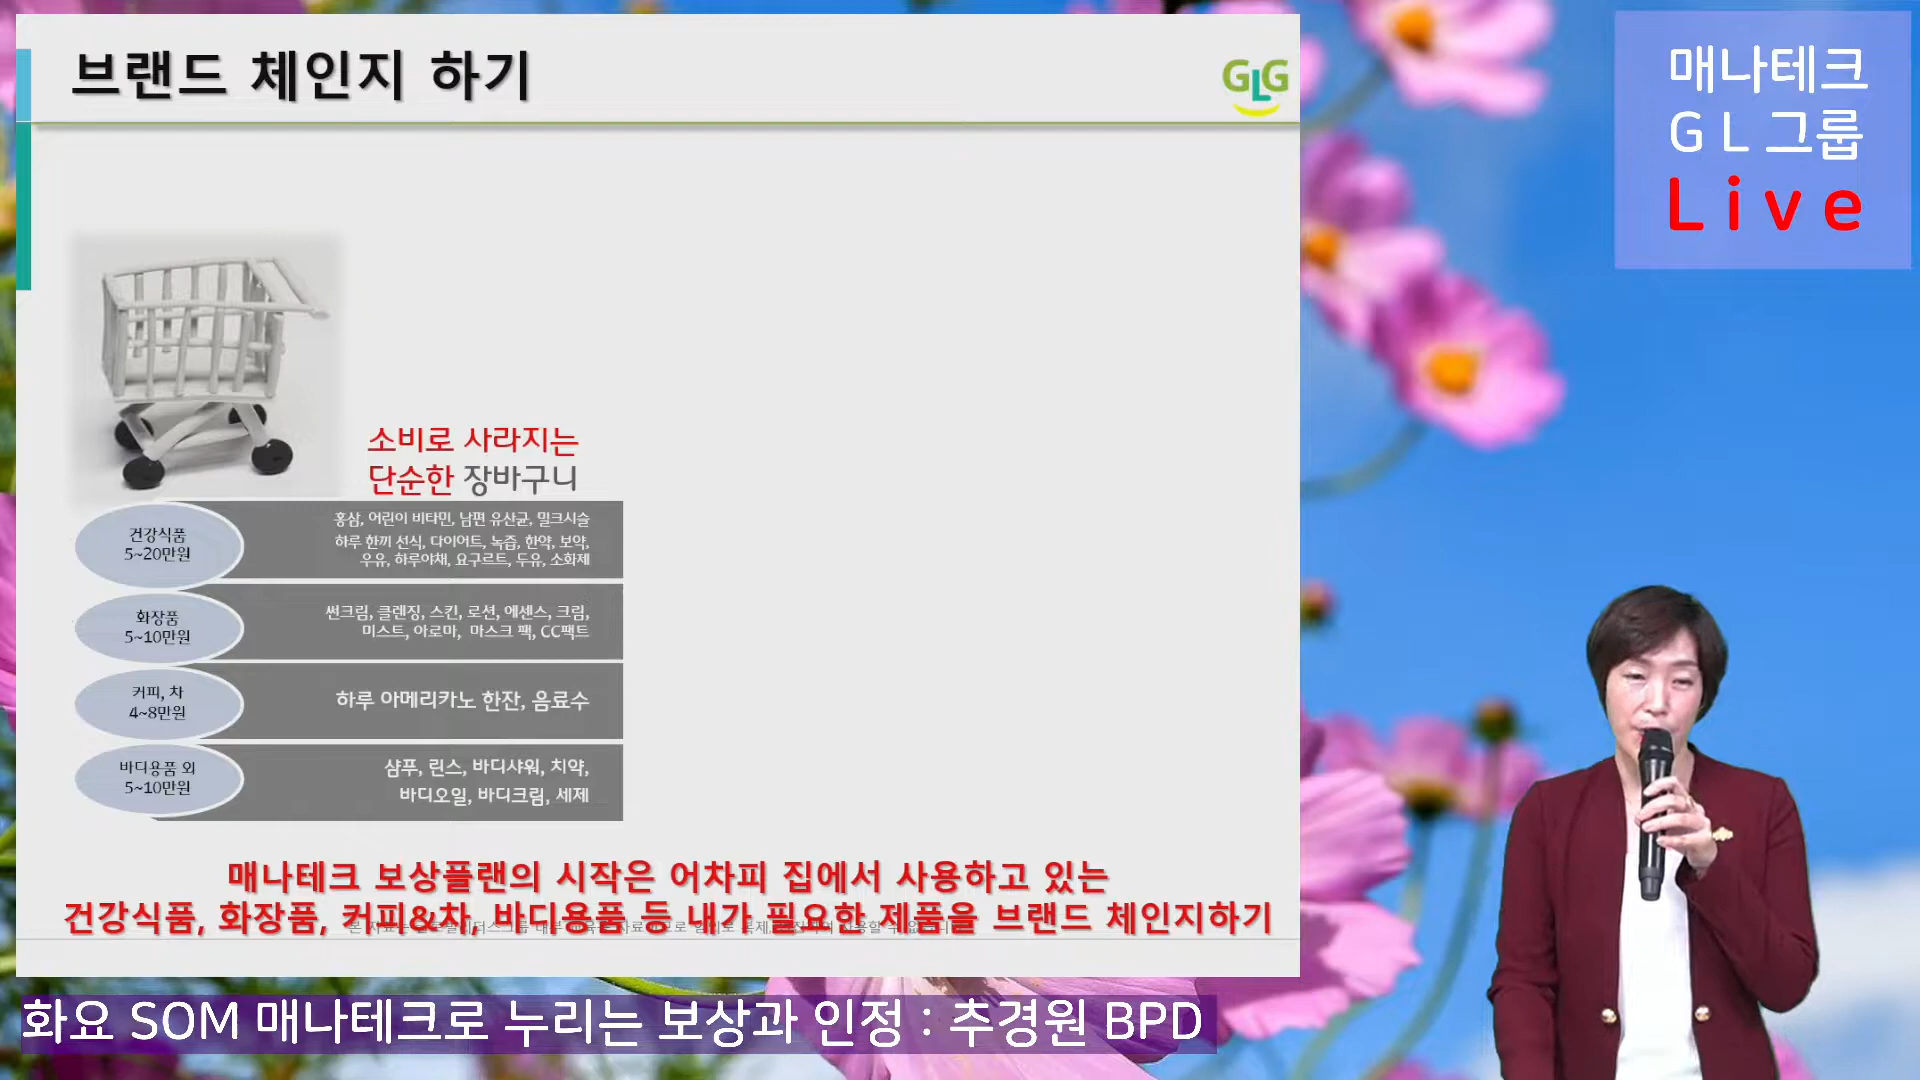 브랜드 체인지 하기
GLG
매나테크
GL그룹
Live
소비로 사라지는
단순한 장바구니
건강식품
5~20만원
홍삼, 어린이 비타민, 남편 유산균, 밀크시슬
하루 한끼 선식, 다이어트, 녹즙, 한약, 보약,
우유, 하루야채, 요구르트, 두유, 소화제
화장품
5~10만원
썬크림, 클렌징, 스킨, 로션, 에센스, 크림,
미스트, 아로마, 마스크 팩, CC팩트
커피, 차
4~8만원
하루 아메리카노 한잔, 음료수
바디용품 외
5~10만원
샴푸, 린스, 바디샤워, 치약,
바디오일, 바디크림, 세제
매나테크 보상플랜의 시작은 어차피 집에서 사용하고 있는
건강식품, 화장품, 커피&차, 바디용품 등 내가 필요한 제품을 브랜드 체인지하기
화요 SOM 매나테크로 누리는 보상과 인정 : 추경원 BPD